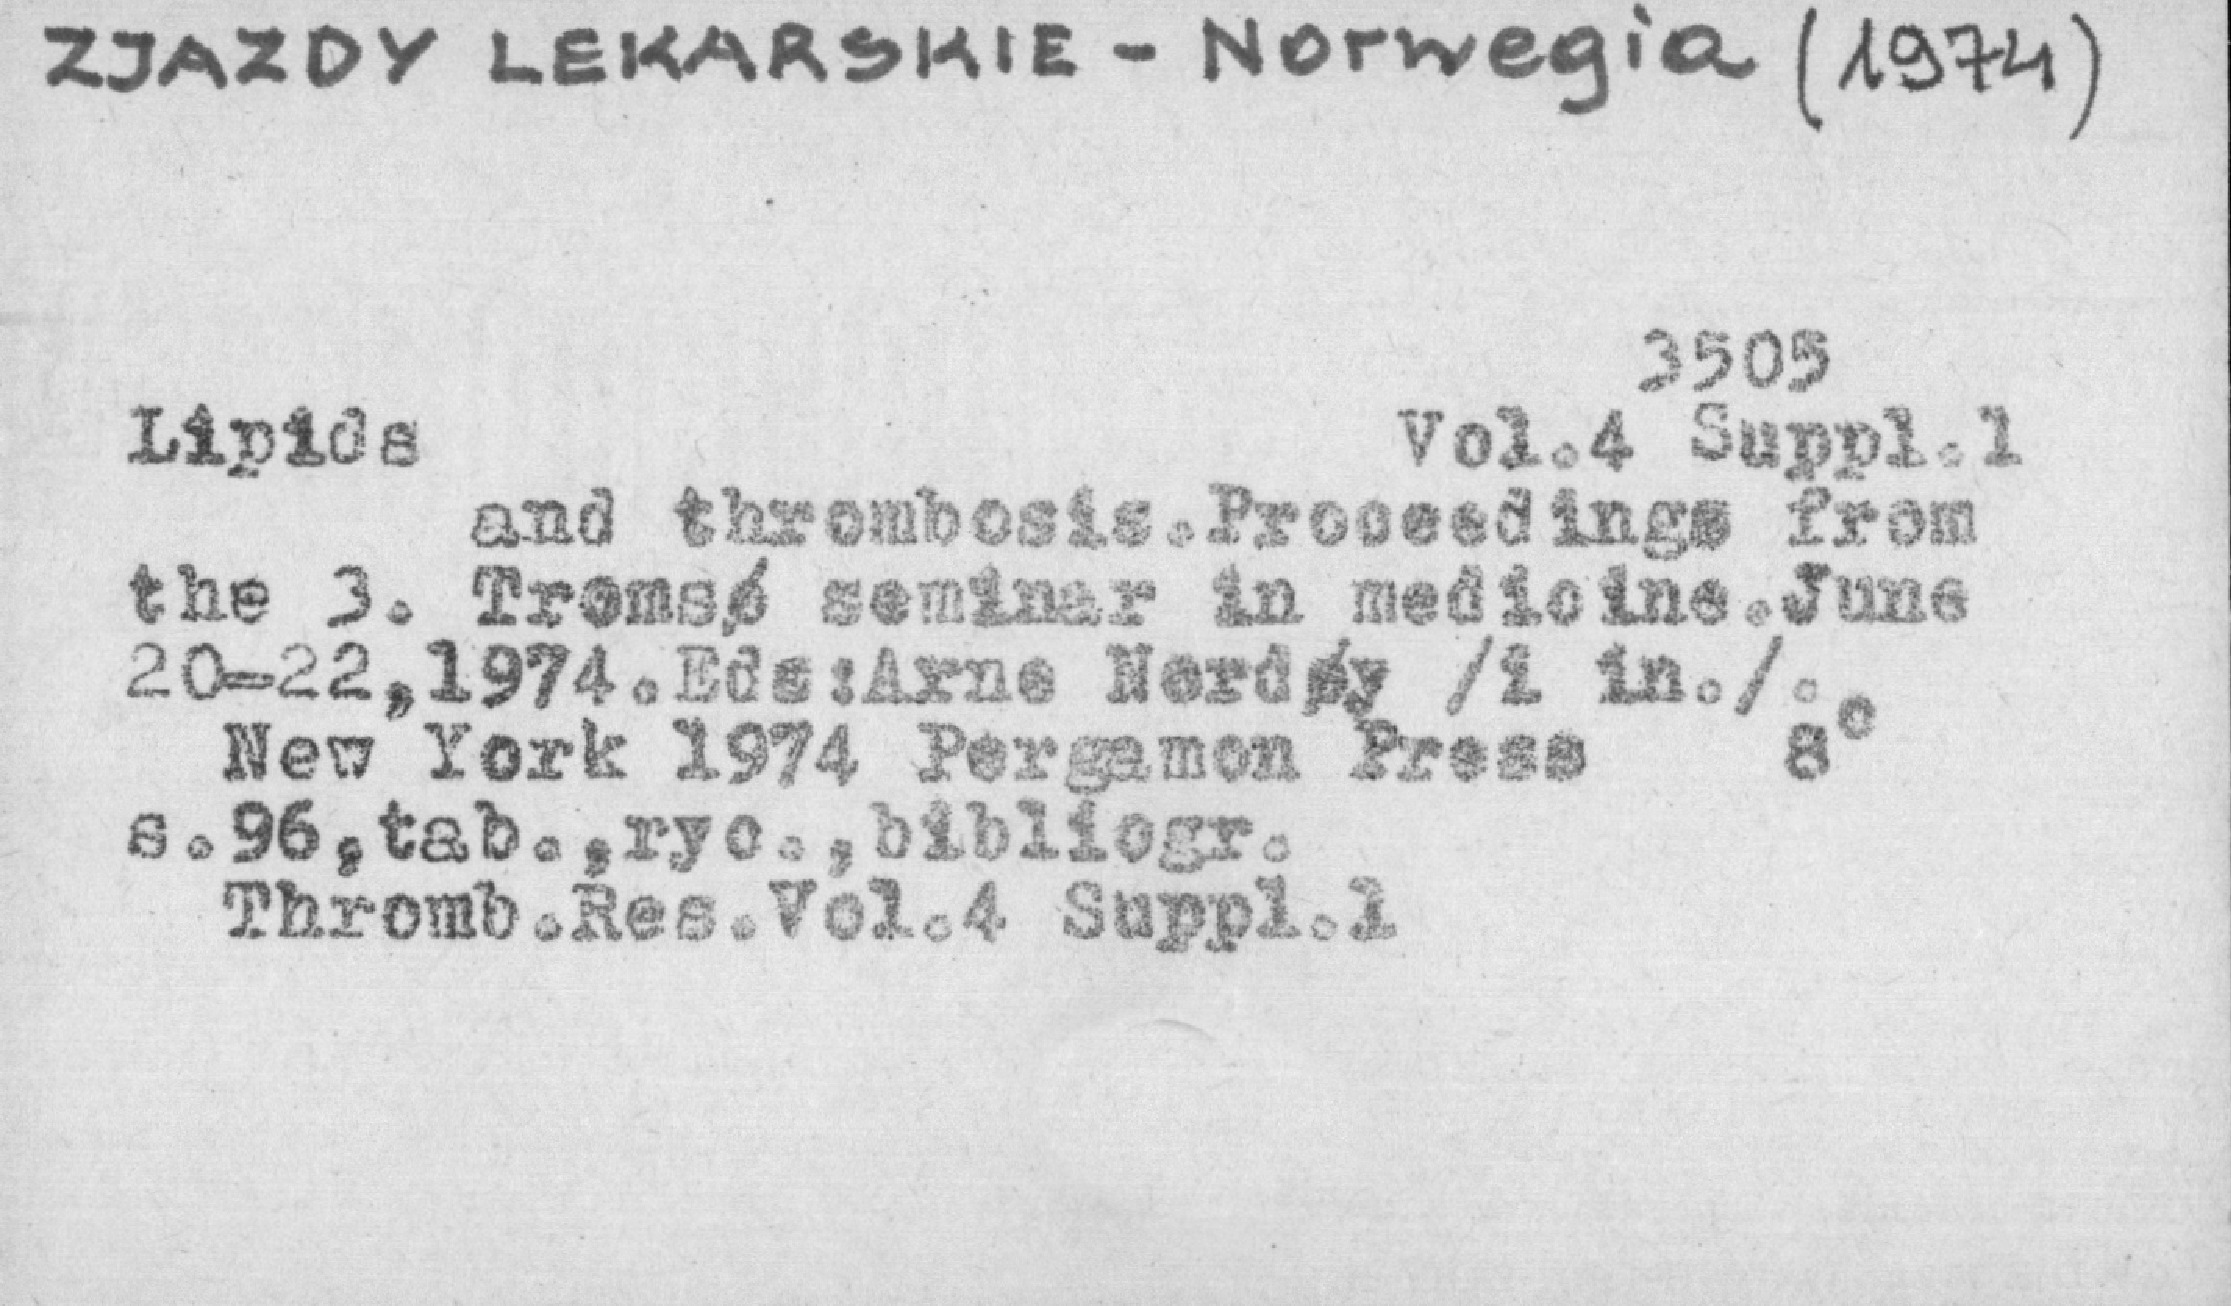 ZJAZDY LEKARSKIE - Norwegia (1974)
3505
Lipids Vol.4 Suppl.1
and thrombosis.Proceedings from
the 3. Tromsø seminar in medicine.June
20-22,1974.Eds:Arne Nordøy /i in./.
New York 1974 Pergamon Press 8°
s.96,tab.,ryc.,bibliogr.
Thromb.Res.Vol.4 Suppl.1